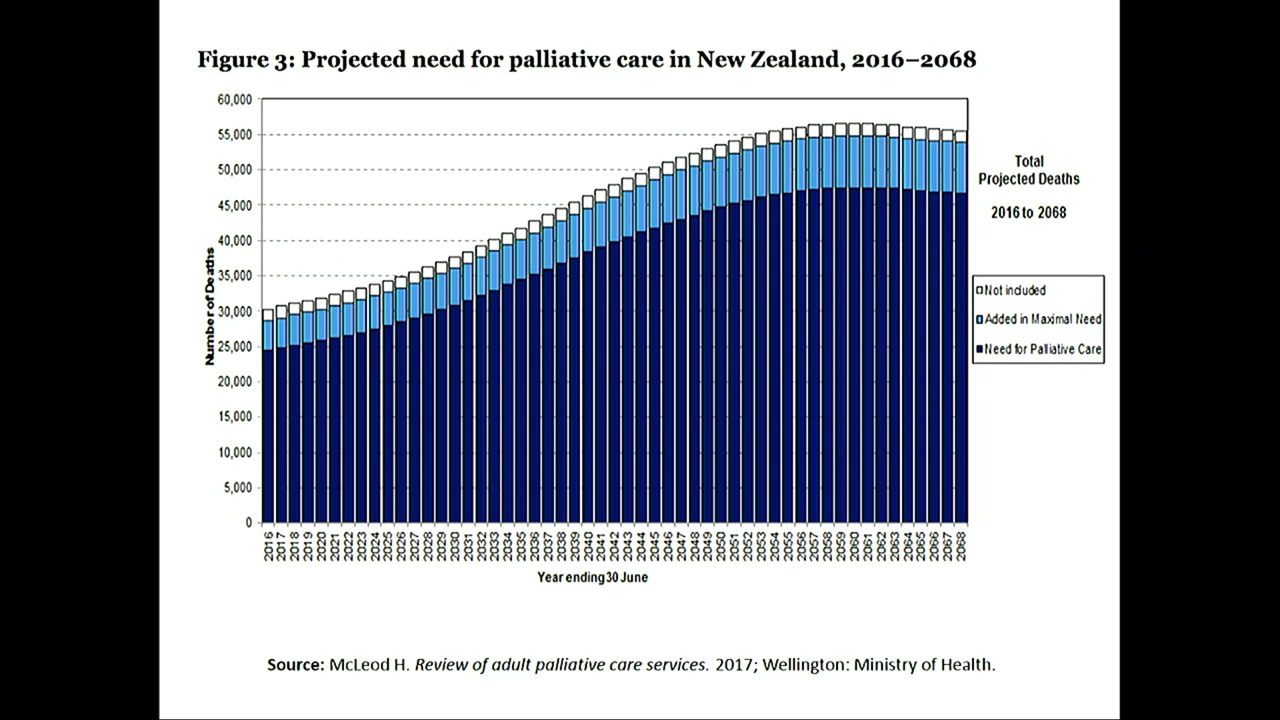 Figure 3: Projected need for palliative care in New Zealand, 2016–2068
60,000
55,000
50,000
45,000
40,000
35,000
30,000
25,000
20,000
15,000
10,000
5,000
0
Number of Deaths
2016 2017 2018 2019 2020 2021 2022 2023 2024 2025 2026 2027 2028 2029 2030 2031 2032 2033 2034 2035 2036 2037 2038 2039 2040 2041 2042 2043 2044 2045 2046 2047 2048 2049 2050 2051 2052 2053 2054 2055 2056 2057 2058 2059 2060 2061 2062 2063 2064 2065 2066 2067 2068
Year ending 30 June
Total
Projected Deaths
2016 to 2068
Not included
Added in Maximal Need
Need for Palliative Care
Source: McLeod H. Review of adult palliative care services. 2017; Wellington: Ministry of Health.